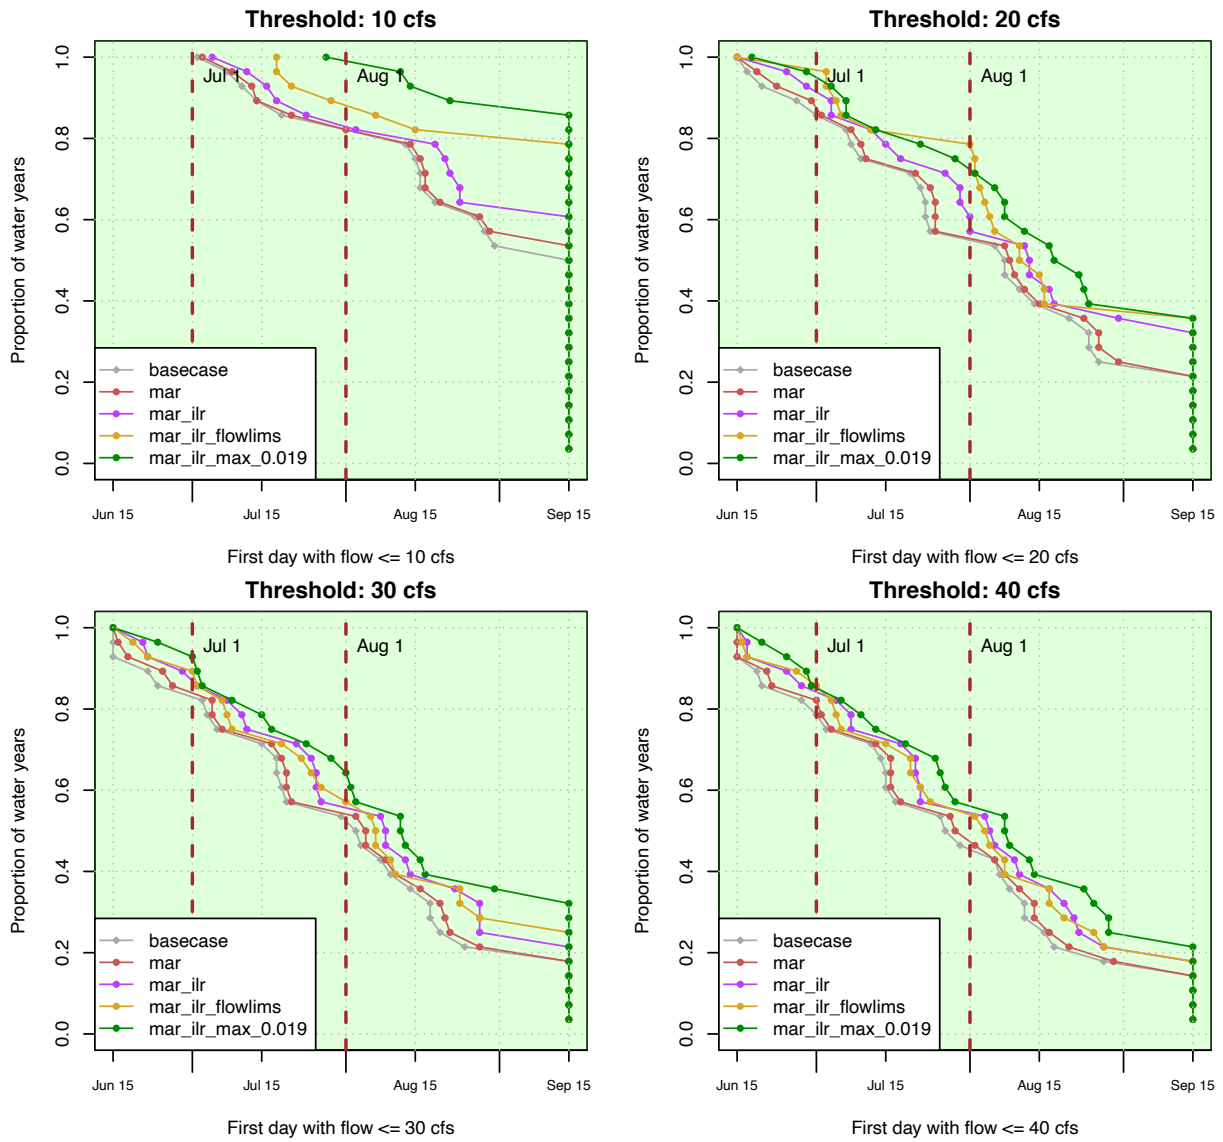 Threshold: 10 cfs
Proportion of water years
1.0
0.8
0.6
0.4
0.2
0.0
Jul 1
Aug 1
basecase
mar
mar_ilr
mar_ilr_flowlims
mar_ilr_max_0.019
Jun 15
Jul 15
Aug 15
Sep 15
First day with flow <= 10 cfs
Threshold: 20 cfs
Proportion of water years
1.0
0.8
0.6
0.4
0.2
0.0
Jul 1
Aug 1
basecase
mar
mar_ilr
mar_ilr_flowlims
mar_ilr_max_0.019
Jun 15
Jul 15
Aug 15
Sep 15
First day with flow <= 20 cfs
Threshold: 30 cfs
Proportion of water years
1.0
0.8
0.6
0.4
0.2
0.0
Jul 1
Aug 1
basecase
mar
mar_ilr
mar_ilr_flowlims
mar_ilr_max_0.019
Jun 15
Jul 15
Aug 15
Sep 15
First day with flow <= 30 cfs
Threshold: 40 cfs
Proportion of water years
1.0
0.8
0.6
0.4
0.2
0.0
Jul 1
Aug 1
basecase
mar
mar_ilr
mar_ilr_flowlims
mar_ilr_max_0.019
Jun 15
Jul 15
Aug 15
Sep 15
First day with flow <= 40 cfs